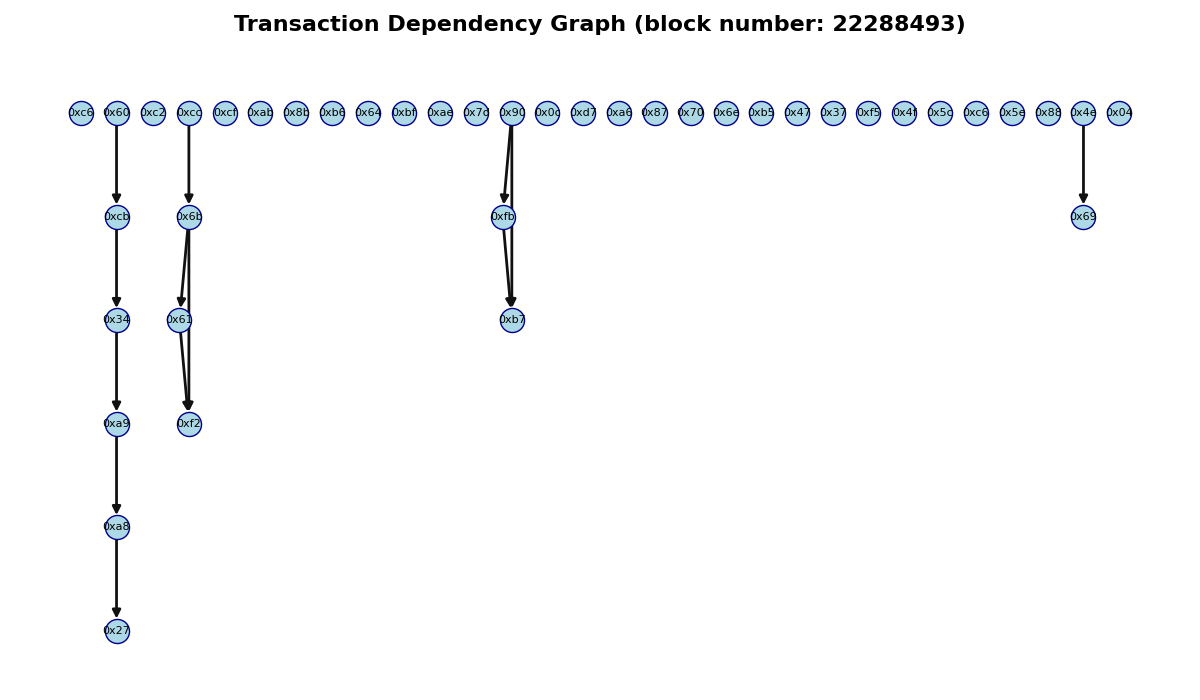 Transaction Dependency Graph (block number: 22288493)
0xc6 0x60 0xc2 0xcc 0xcf 0xab 0x8b 0xb6 0x64 0xbf 0xae 0x7d 0x90 0x0c 0xd7 0xa6 0x87 0x70 0x6e 0xb5 0x47 0x37 0xf5 0x4f 0x5c 0xc6 0x5e 0x88 0x4e 0x04
0xcb 0x6b 0xfb 0x69
0x34 0x61 0xb7
0xa9 0xf2
0xa8
0x27